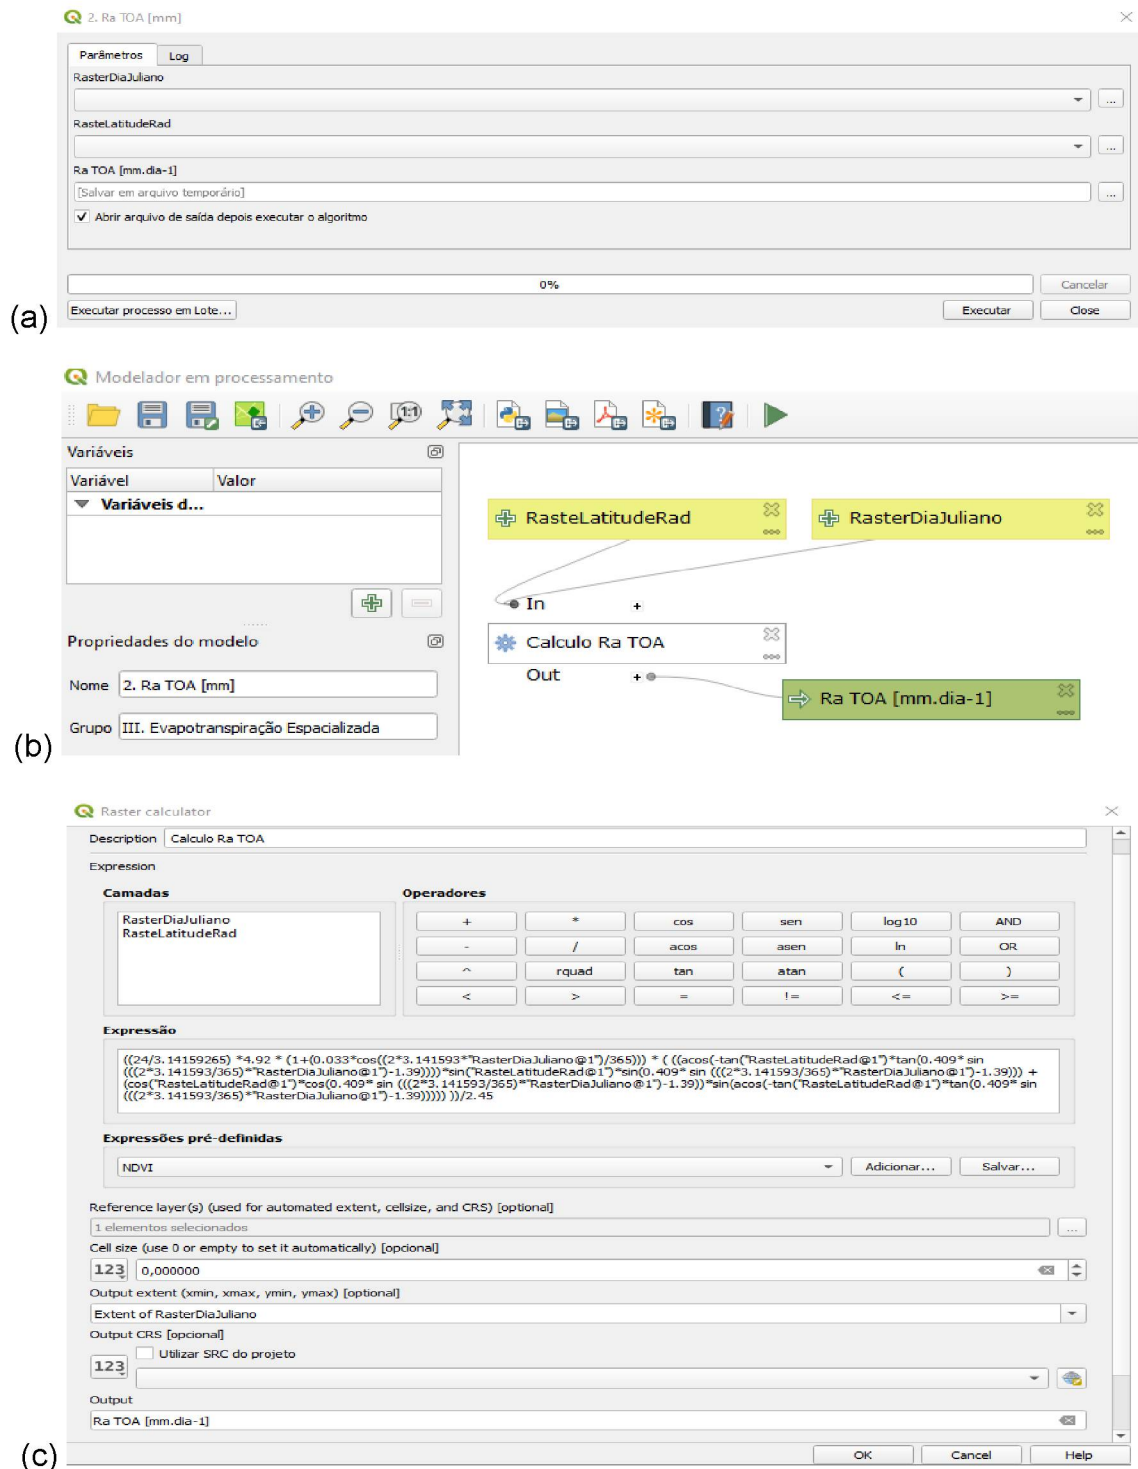 2. Ra TOA [mm]
Parâmetros Log
RasterDiaJuliano
...
RasteLatitudeRad
...
Ra TOA [mm.dia-1]
[Salvar em arquivo temporário] ...
Abrir arquivo de saída depois executar o algoritmo
0% Cancelar
Executar processo em Lote... Executar Close
(a)
Modelador em processamento
1:1
Variáveis
Variável Valor
Variáveis d...
RasteLatitudeRad RasterDiaJuliano
In +
Propriedades do modelo
Calculo Ra TOA
Out +
Nome 2. Ra TOA [mm]
Ra TOA [mm.dia-1]
Grupo III. Evapotranspiração Espacializada
(b)
Raster calculator
Description Calculo Ra TOA
Expression
Camadas Operadores
RasterDiaJuliano
RasteLatitudeRad
+ * cos sen log10 AND
- / acos asen ln OR
^ rquad tan atan ( )
< > = != <= >=
Expressão
((24/3.14159265) *4.92 * (1+(0.033*cos((2*3.141593*"RasterDiaJuliano@1")/365))) * ( ((acos(-tan("RasteLatitudeRad@1")*tan(0.409* sin
(((2*3.141593/365)*"RasterDiaJuliano@1")-1.39))))*sin("RasteLatitudeRad@1")*sin(0.409* sin (((2*3.141593/365)*"RasterDiaJuliano@1")-1.39))) +
(cos("RasteLatitudeRad@1")*cos(0.409* sin (((2*3.141593/365)*"RasterDiaJuliano@1")-1.39))*sin(acos(-tan("RasteLatitudeRad@1")*tan(0.409* sin
(((2*3.141593/365)*"RasterDiaJuliano@1")-1.39))))) ))/2.45
Expressões pré-definidas
NDVI Adicionar... Salvar...
Reference layer(s) (used for automated extent, cellsize, and CRS) [optional]
1 elementos selecionados ...
Cell size (use 0 or empty to set it automatically) [opcional]
123 0,000000
Output extent (xmin, xmax, ymin, ymax) [optional]
Extent of RasterDiaJuliano
Output CRS [opcional]
Utilizar SRC do projeto
123
Output
Ra TOA [mm.dia-1]
(c)
OK Cancel Help